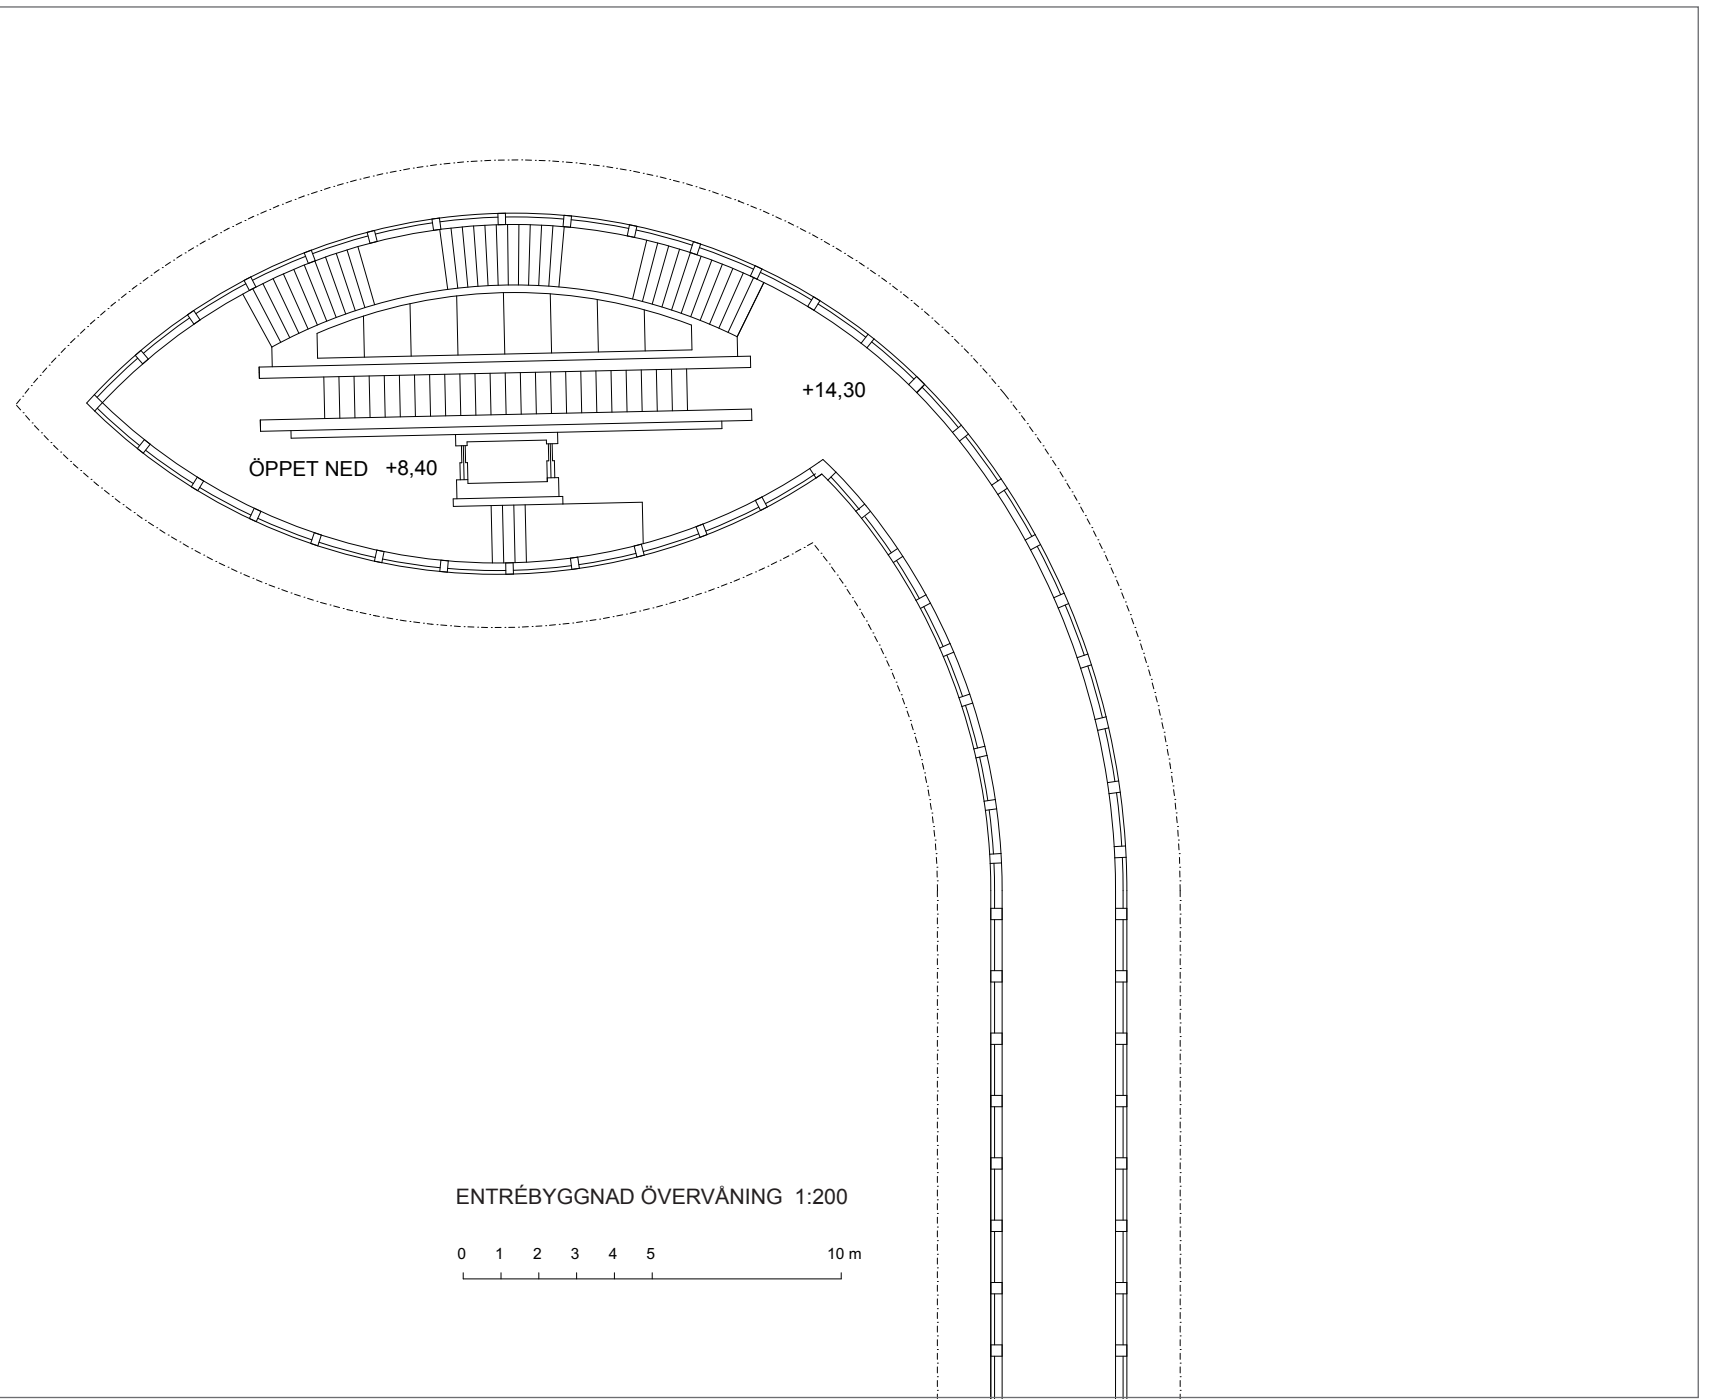 +14,30
ÖPPET NED +8,40
ENTRÉBYGGNAD ÖVERVÅNING 1:200
0 1 2 3 4 5 10 m